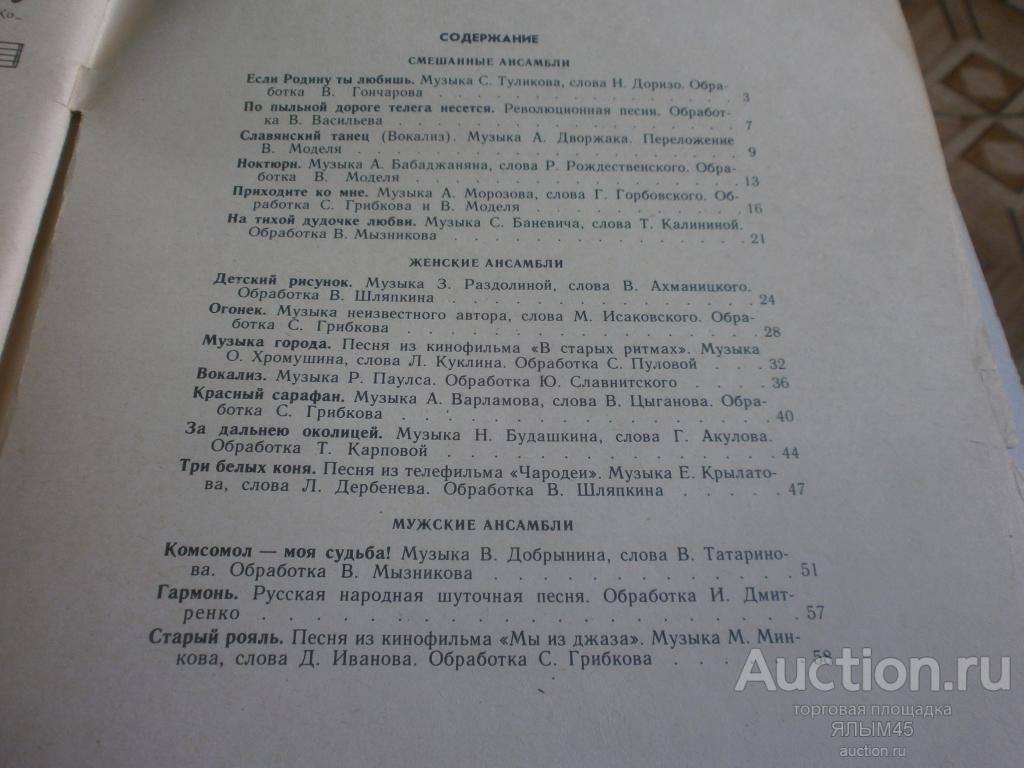 Ко-
СОДЕРЖАНИЕ
СМЕШАННЫЕ АНСАМБЛИ
Если Родину ты любишь. Музыка С. Туликова, слова Н. Доризо. Обра-
ботка В. Гончарова . . . . . . . . . . . . 3
По пыльной дороге телега несется. Революционная песня. Обработ-
ка В. Васильева . . . . . . . . . . . . 7
Славянский танец (Вокализ). Музыка А. Дворжака. Переложение
В. Моделя . . . . . . . . . . . . 9
Ноктюрн. Музыка А. Бабаджаняна, слова Р. Рождественского. Обра-
ботка В. Моделя . . . . . . . . . . . . 13
Приходите ко мне. Музыка А. Морозова, слова Г. Горбовского. Об-
работка С. Грибкова и В. Моделя . . . . . . . . 16
На тихой дудочке любви. Музыка С. Баневича, слова Т. Калининой.
Обработка В. Мызникова . . . . . . . . . . . 21
ЖЕНСКИЕ АНСАМБЛИ
Детский рисунок. Музыка З. Раздолиной, слова В. Ахманицкого.
Обработка В. Шляпкина . . . . . . . . . . . 24
Огонек. Музыка неизвестного автора, слова М. Исаковского. Обра-
ботка С. Грибкова . . . . . . . . . . . . 28
Музыка города. Песня из кинофильма «В старых ритмах». Музыка
О. Хромушина, слова Л. Куклина. Обработка С. Пуловой . . . 32
Вокализ. Музыка Р. Паулса. Обработка Ю. Славнитского . . . . 36
Красный сарафан. Музыка А. Варламова, слова В. Цыганова. Обра-
ботка С. Грибкова . . . . . . . . . . . . 40
За дальнею околицей. Музыка Н. Будашкина, слова Г. Акулова.
Обработка Т. Карповой . . . . . . . . . . . 44
Три белых коня. Песня из телефильма «Чародеи». Музыка Е. Крылато-
ва, слова Л. Дербенева. Обработка В. Шляпкина . . . . 47
МУЖСКИЕ АНСАМБЛИ
Комсомол — моя судьба! Музыка В. Добрынина, слова В. Татарино-
ва. Обработка В. Мызникова . . . . . . . . . . 51
Гармонь. Русская народная шуточная песня. Обработка И. Дмит-
ренко . . . . . . . . . . . . . . . 57
Старый рояль. Песня из кинофильма «Мы из джаза». Музыка М. Мин-
кова, слова Д. Иванова. Обработка С. Грибкова . . . . 58
Auction.ru
торговая площадка
ЯЛЫМ45
auction.ru